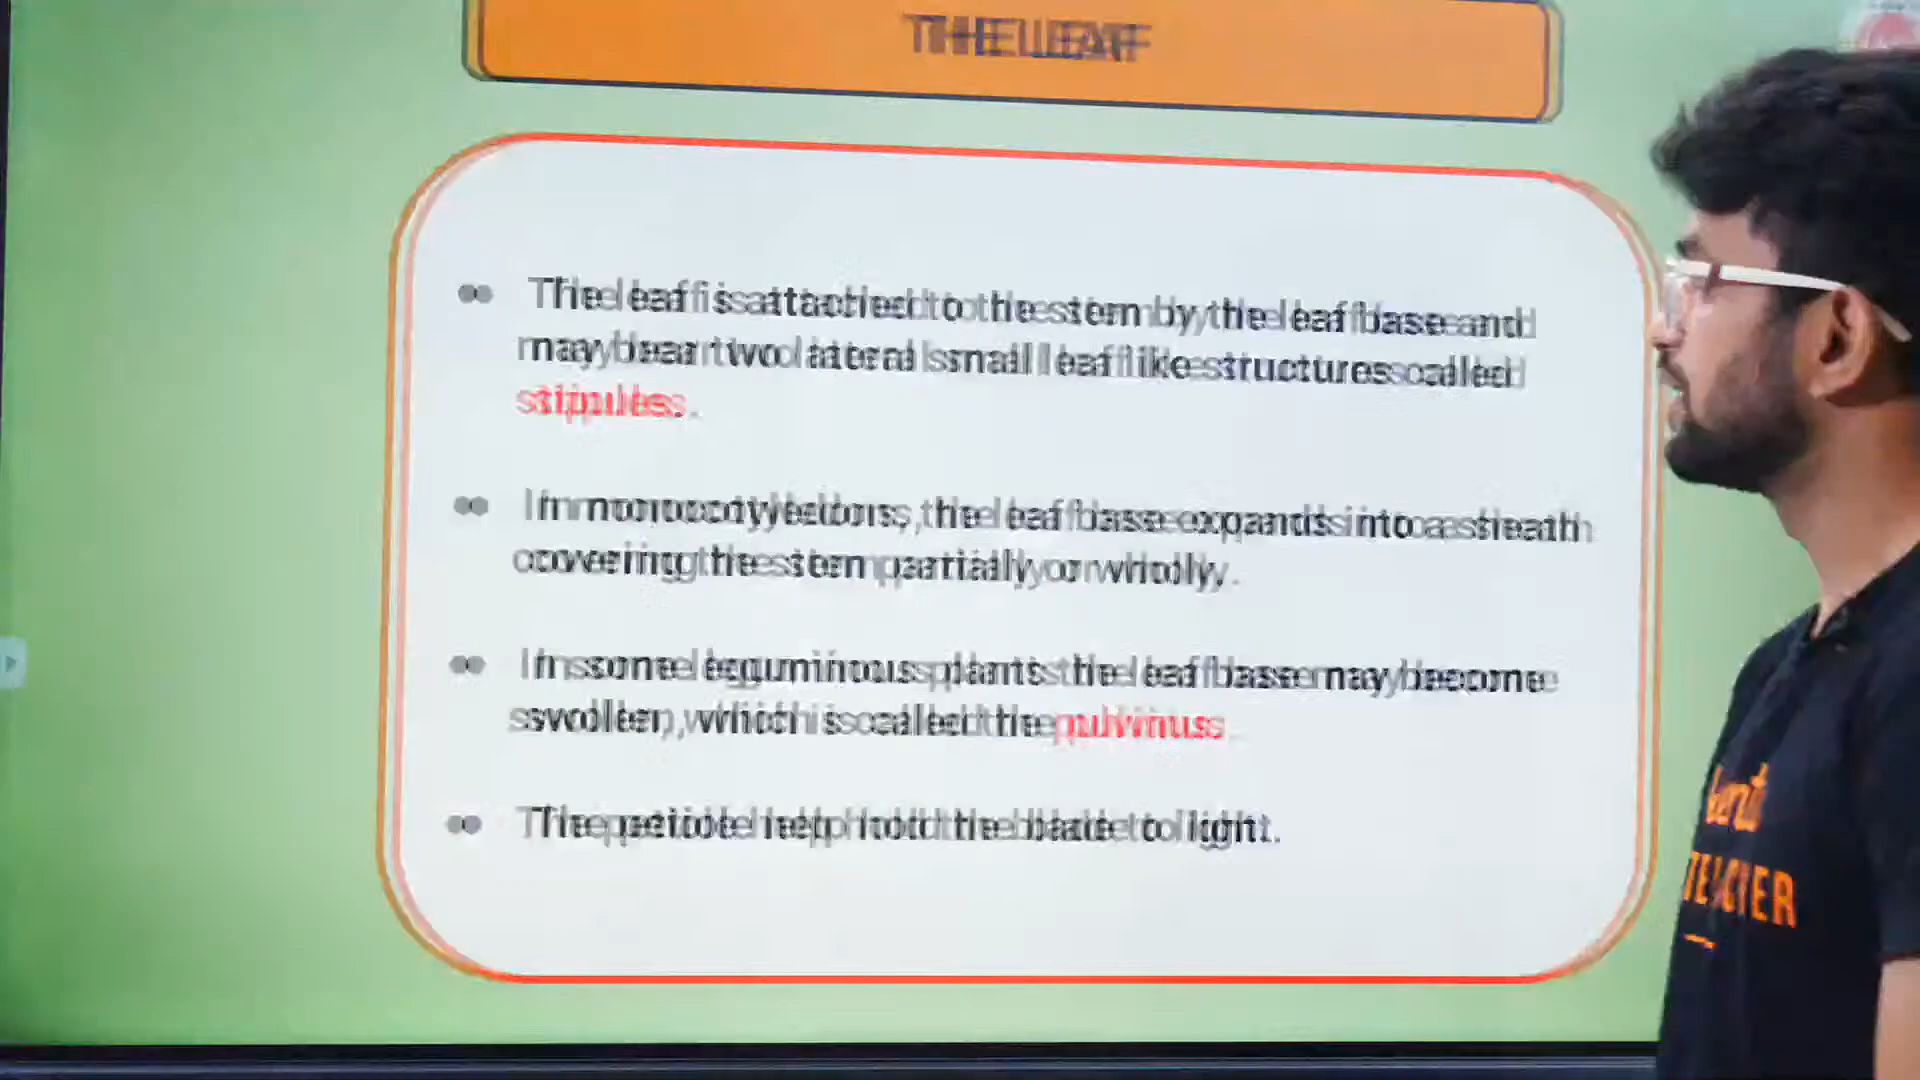 THE LEAF
The leaf is attached to the stem by the leaf base and
may bear two lateral small leaf like structures called
stipules.
In monocotyledons, the leaf base expands into a sheath
covering the stem partially or wholly.
In some leguminous plants the leaf base may become
swollen, which is called the pulvinus.
The petiole help hold the blade to light.
TEACHER